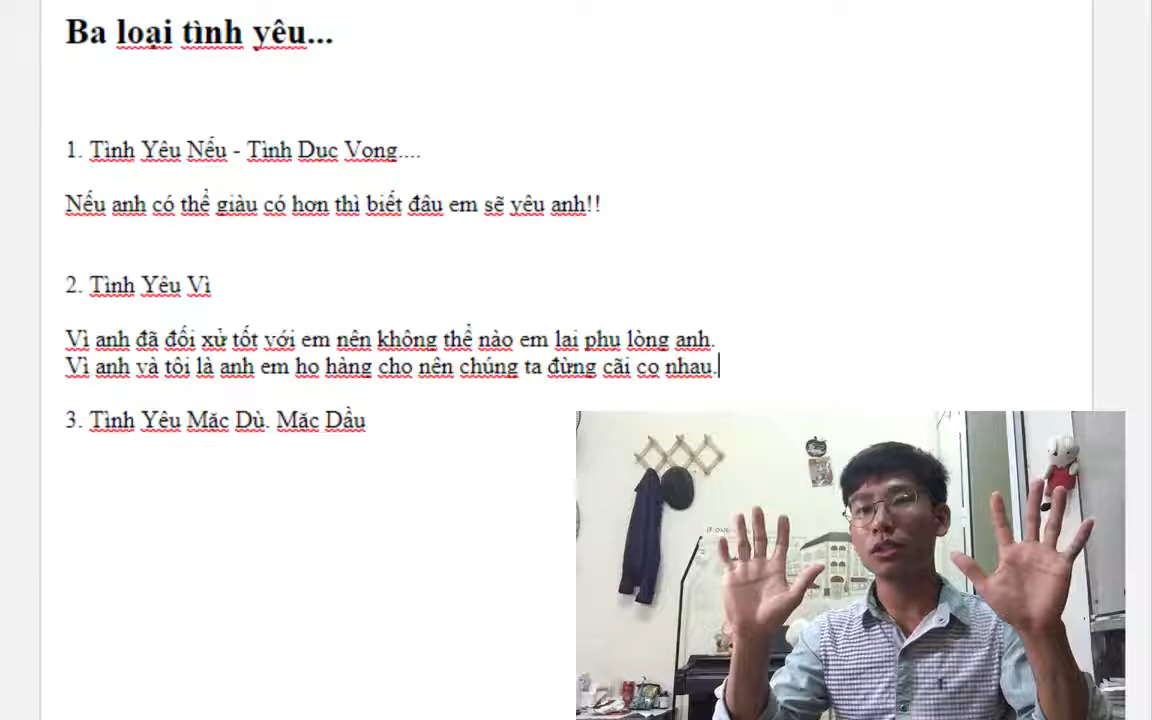 Ba loại tình yêu...
1. Tình Yêu Nếu - Tình Dục Vọng....
Nếu anh có thể giàu có hơn thì biết đâu em sẽ yêu anh!!
2. Tình Yêu Vì
Vì anh đã đối xử tốt với em nên không thể nào em lại phụ lòng anh.
Vì anh và tôi là anh em họ hàng cho nên chúng ta đừng cãi cọ nhau.
3. Tình Yêu Mặc Dù. Mặc Dầu